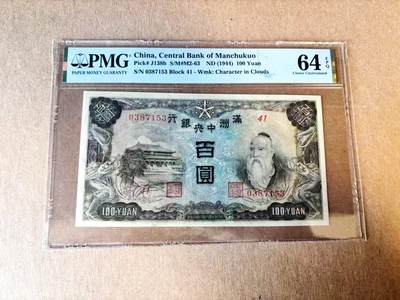 PMG
PAPER MONEY GUARANTY
China, Central Bank of Manchukuo
Pick# J138b S/M#M2-63 ND (1944) 100 Yuan
S/N 0387153 Block 41 - Wmk: Character in Clouds
64 EPQ
Choice Uncirculated
0387153
41
行銀央中洲滿
百圓
41
0387153
100-YUAN
100-YUAN